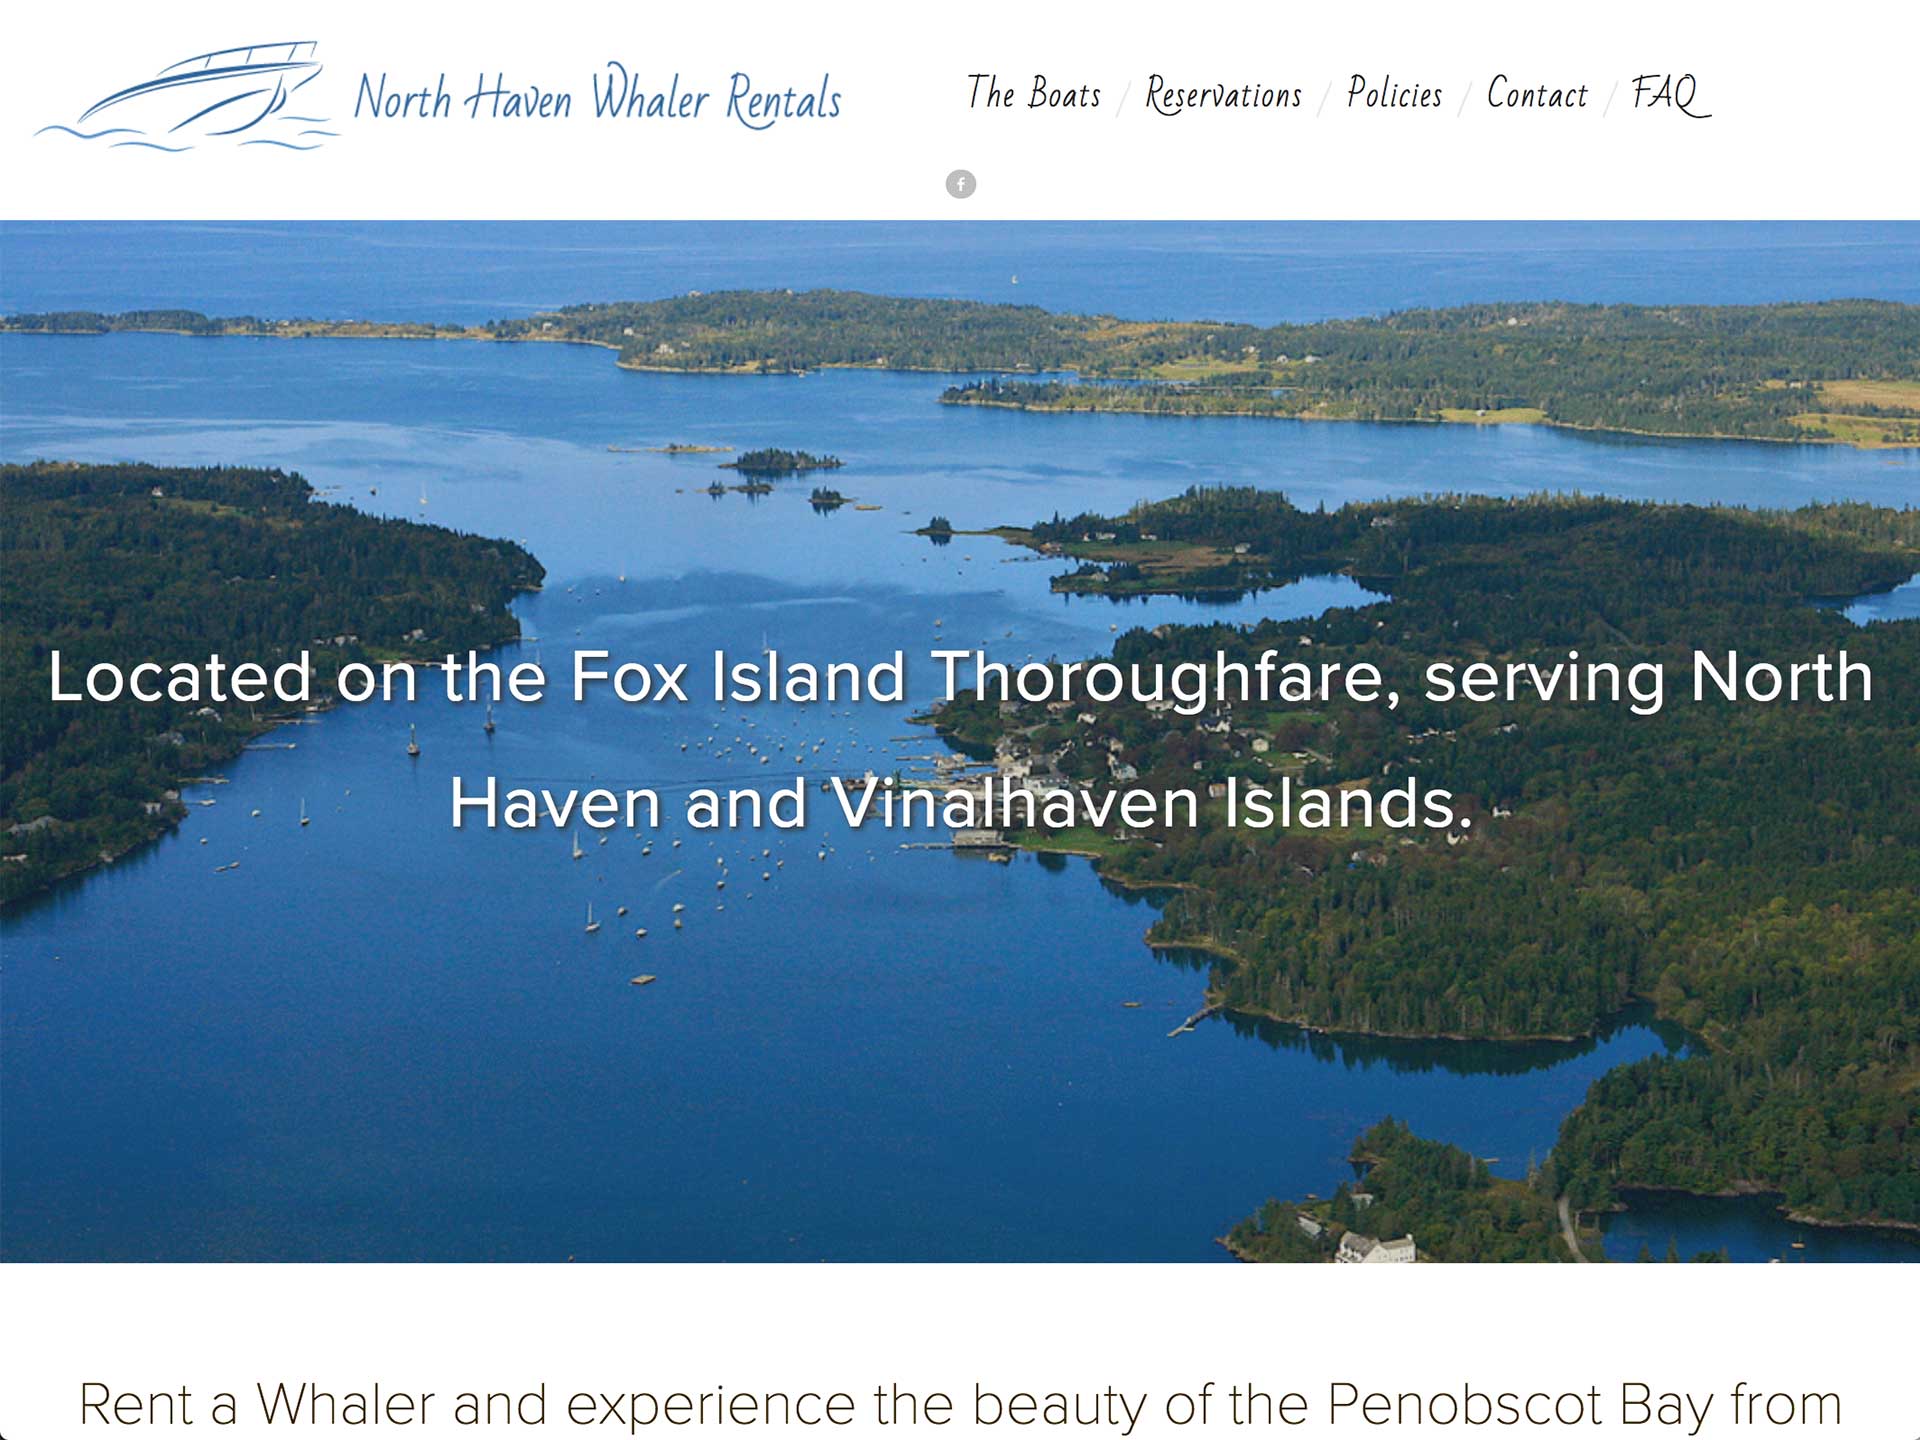 North Haven Whaler Rentals
The Boats / Reservations / Policies / Contact / FAQ
f
Located on the Fox Island Thoroughfare, serving North
Haven and Vinalhaven Islands.
Rent a Whaler and experience the beauty of the Penobscot Bay from